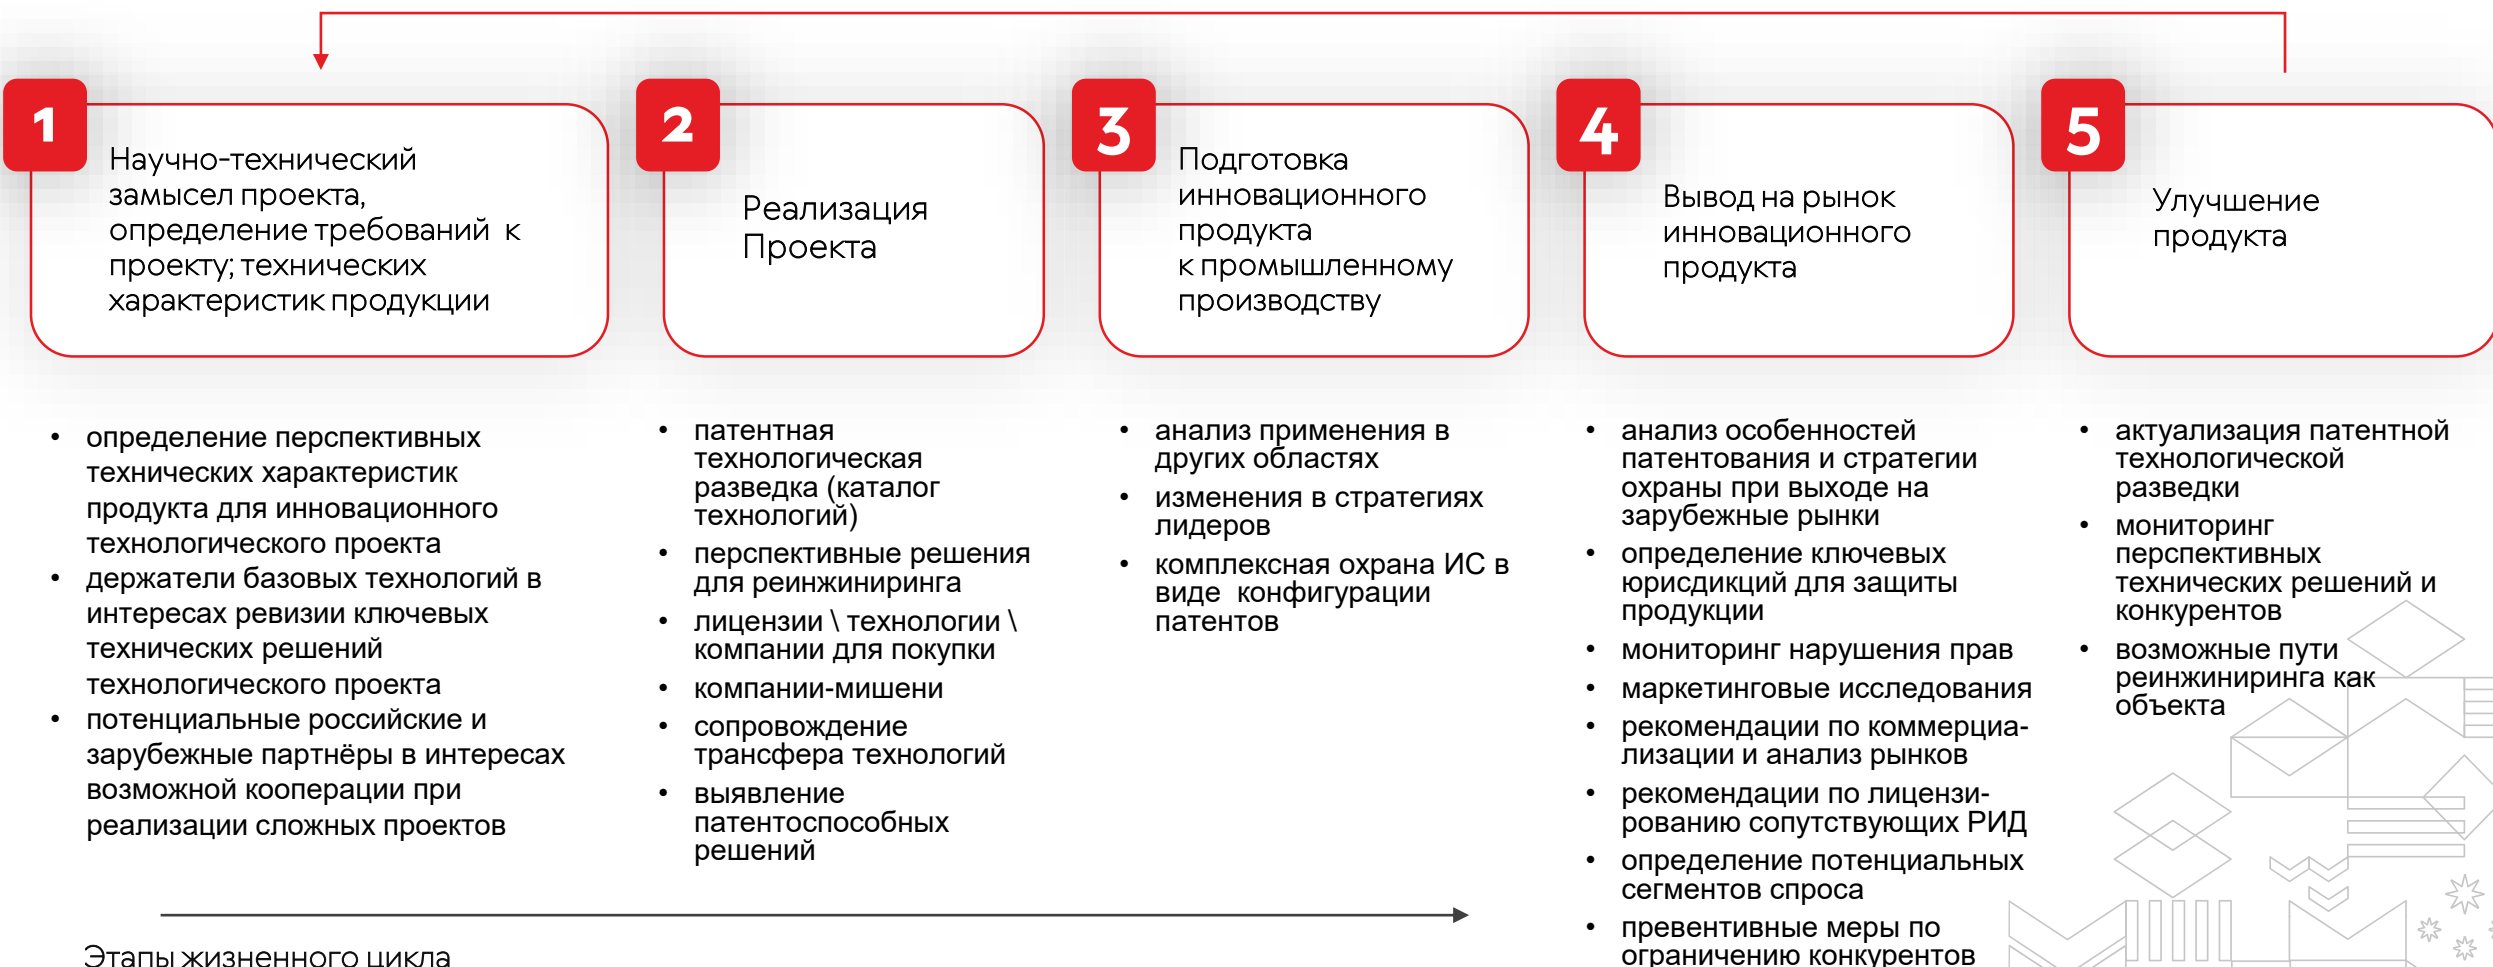 1
Научно-технический
замысел проекта,
определение требований к
проекту; технических
характеристик продукции
2
Реализация
Проекта
3
Подготовка
инновационного
продукта
к промышленному
производству
4
Вывод на рынок
инновационного
продукта
5
Улучшение
продукта
• определение перспективных
технических характеристик
продукта для инновационного
технологического проекта
• держатели базовых технологий в
интересах ревизии ключевых
технических решений
технологического проекта
• потенциальные российские и
зарубежные партнёры в интересах
возможной кооперации при
реализации сложных проектов
• патентная
технологическая
разведка (каталог
технологий)
• перспективные решения
для реинжиниринга
• лицензии \ технологии \
компании для покупки
• компании-мишени
• сопровождение
трансфера технологий
• выявление
патентоспособных
решений
• анализ применения в
других областях
• изменения в стратегиях
лидеров
• комплексная охрана ИС в
виде конфигурации
патентов
• анализ особенностей
патентования и стратегии
охраны при выходе на
зарубежные рынки
• определение ключевых
юрисдикций для защиты
продукции
• мониторинг нарушения прав
• маркетинговые исследования
• рекомендации по коммерциа-
лизации и анализ рынков
• рекомендации по лицензи-
рованию сопутствующих РИД
• определение потенциальных
сегментов спроса
• превентивные меры по
ограничению конкурентов
• актуализация патентной
технологической
разведки
• мониторинг
перспективных
технических решений и
конкурентов
• возможные пути
реинжиниринга как
объекта
Этапы жизненного цикла